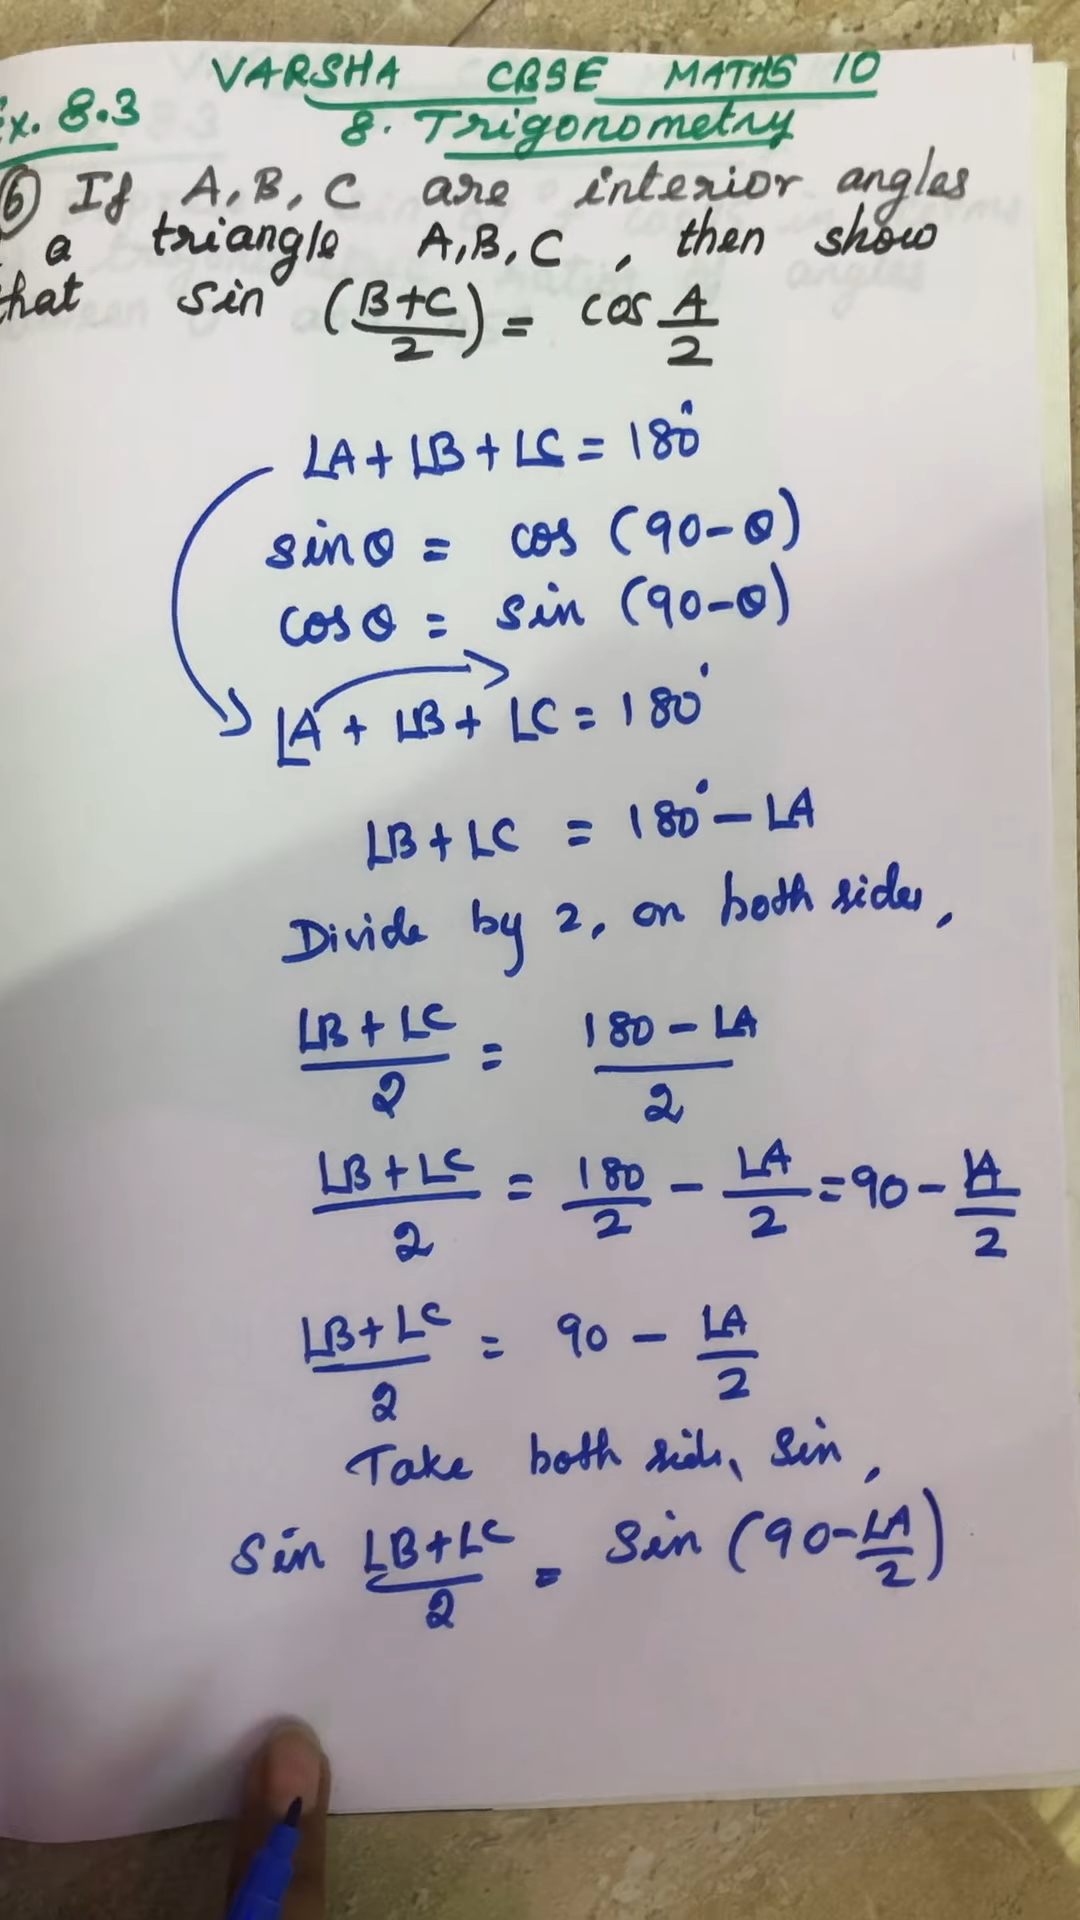 VARSHA CBSE MATHS 10
Ex. 8.3
8. Trigonometry
6) If A, B, C are interior angles
a triangle A, B, C, then show
that sin (B+C/2) = cos A/2
∠A + ∠B + ∠C = 180°
sin θ = cos (90-θ)
cos θ = sin (90-θ)
∠A + ∠B + ∠C = 180°
∠B + ∠C = 180° - ∠A
Divide by 2, on both sides,
∠B + ∠C / 2 = 180 - ∠A / 2
∠B + ∠C / 2 = 180/2 - ∠A/2 = 90 - ∠A/2
∠B + ∠C / 2 = 90 - ∠A/2
Take both side, Sin,
Sin ∠B+∠C / 2 = Sin (90 - ∠A/2)